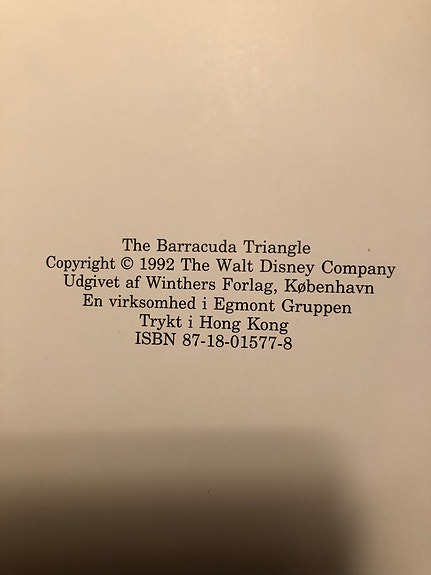 The Barracuda Triangle
Copyright © 1992 The Walt Disney Company
Udgivet af Winthers Forlag, København
En virksomhed i Egmont Gruppen
Trykt i Hong Kong
ISBN 87-18-01577-8